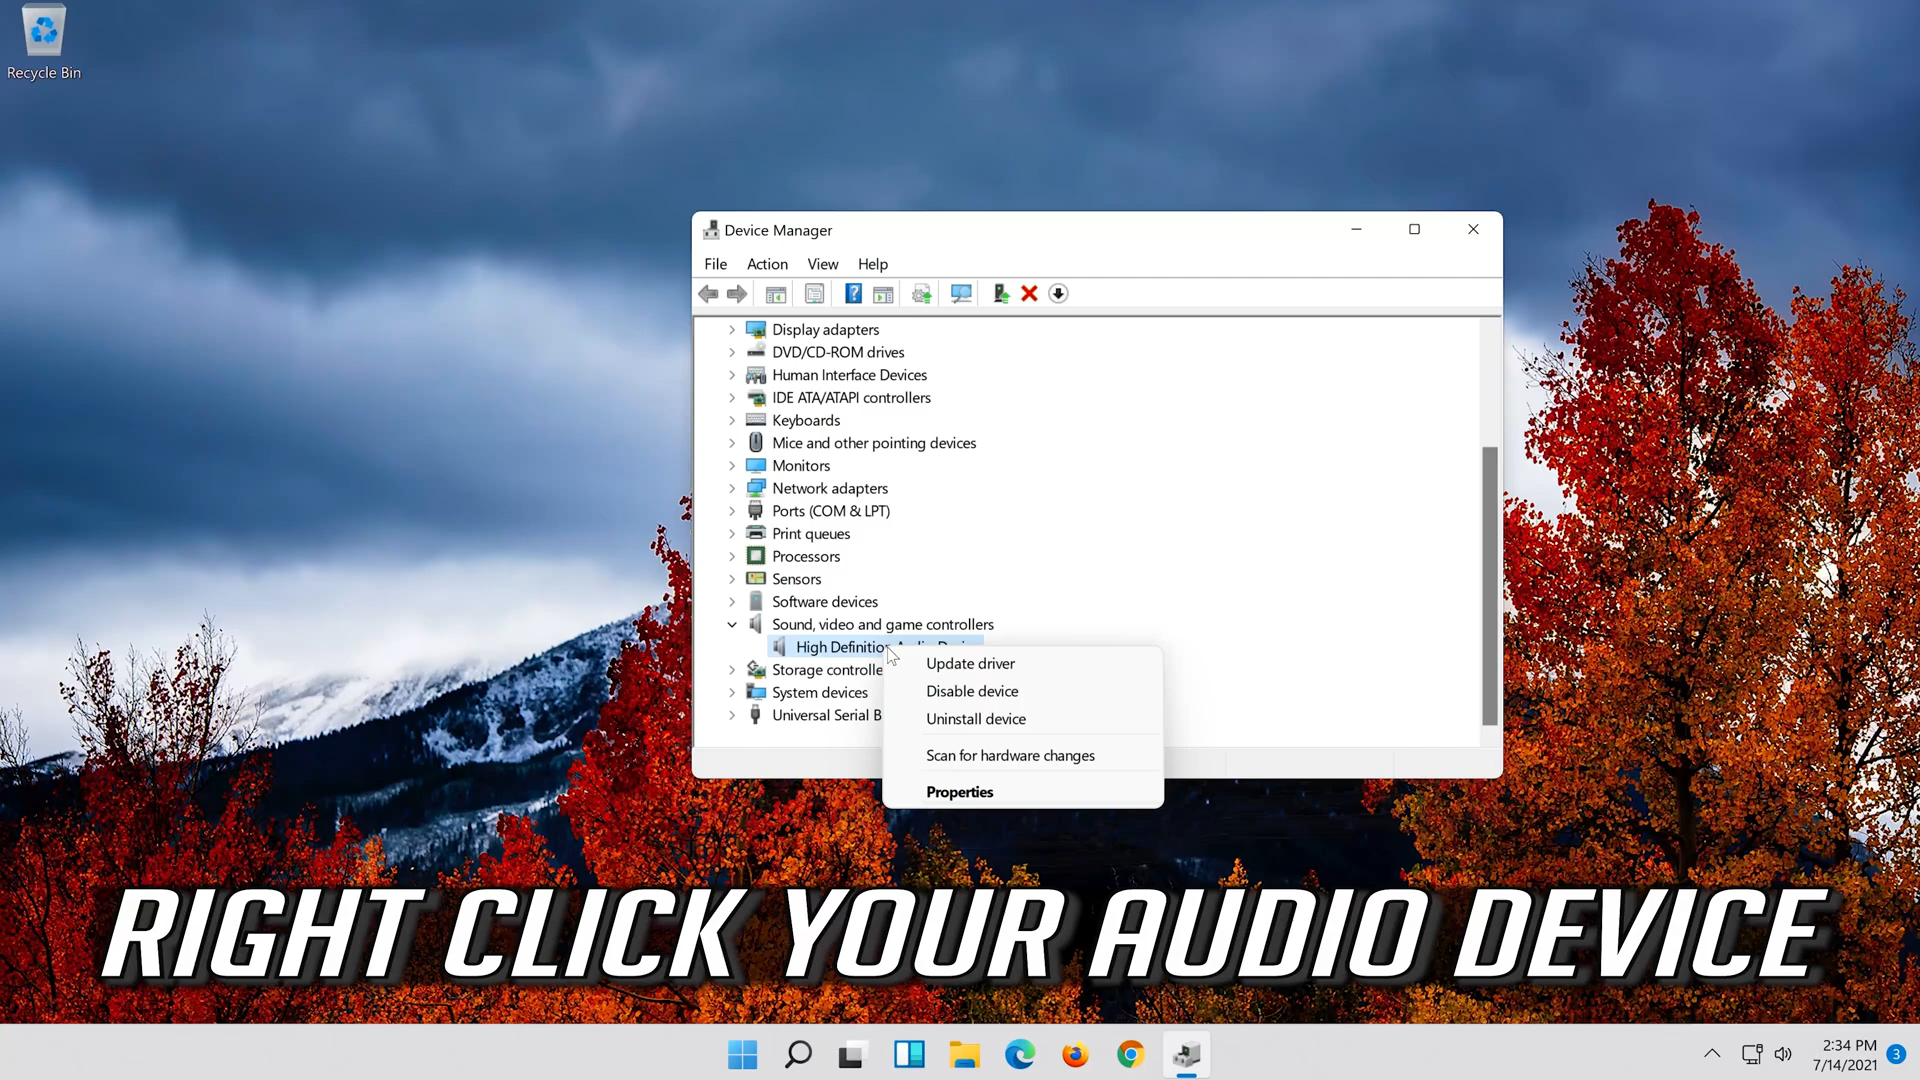 Recycle Bin
Device Manager
File Action View Help
Display adapters
DVD/CD-ROM drives
Human Interface Devices
IDE ATA/ATAPI controllers
Keyboards
Mice and other pointing devices
Monitors
Network adapters
Ports (COM & LPT)
Print queues
Processors
Sensors
Software devices
Sound, video and game controllers
High Definition Audio
Storage controlle
System devices
Universal Serial B
Update driver
Disable device
Uninstall device
Scan for hardware changes
Properties
RIGHT CLICK YOUR AUDIO DEVICE
2:34 PM
7/14/2021
3